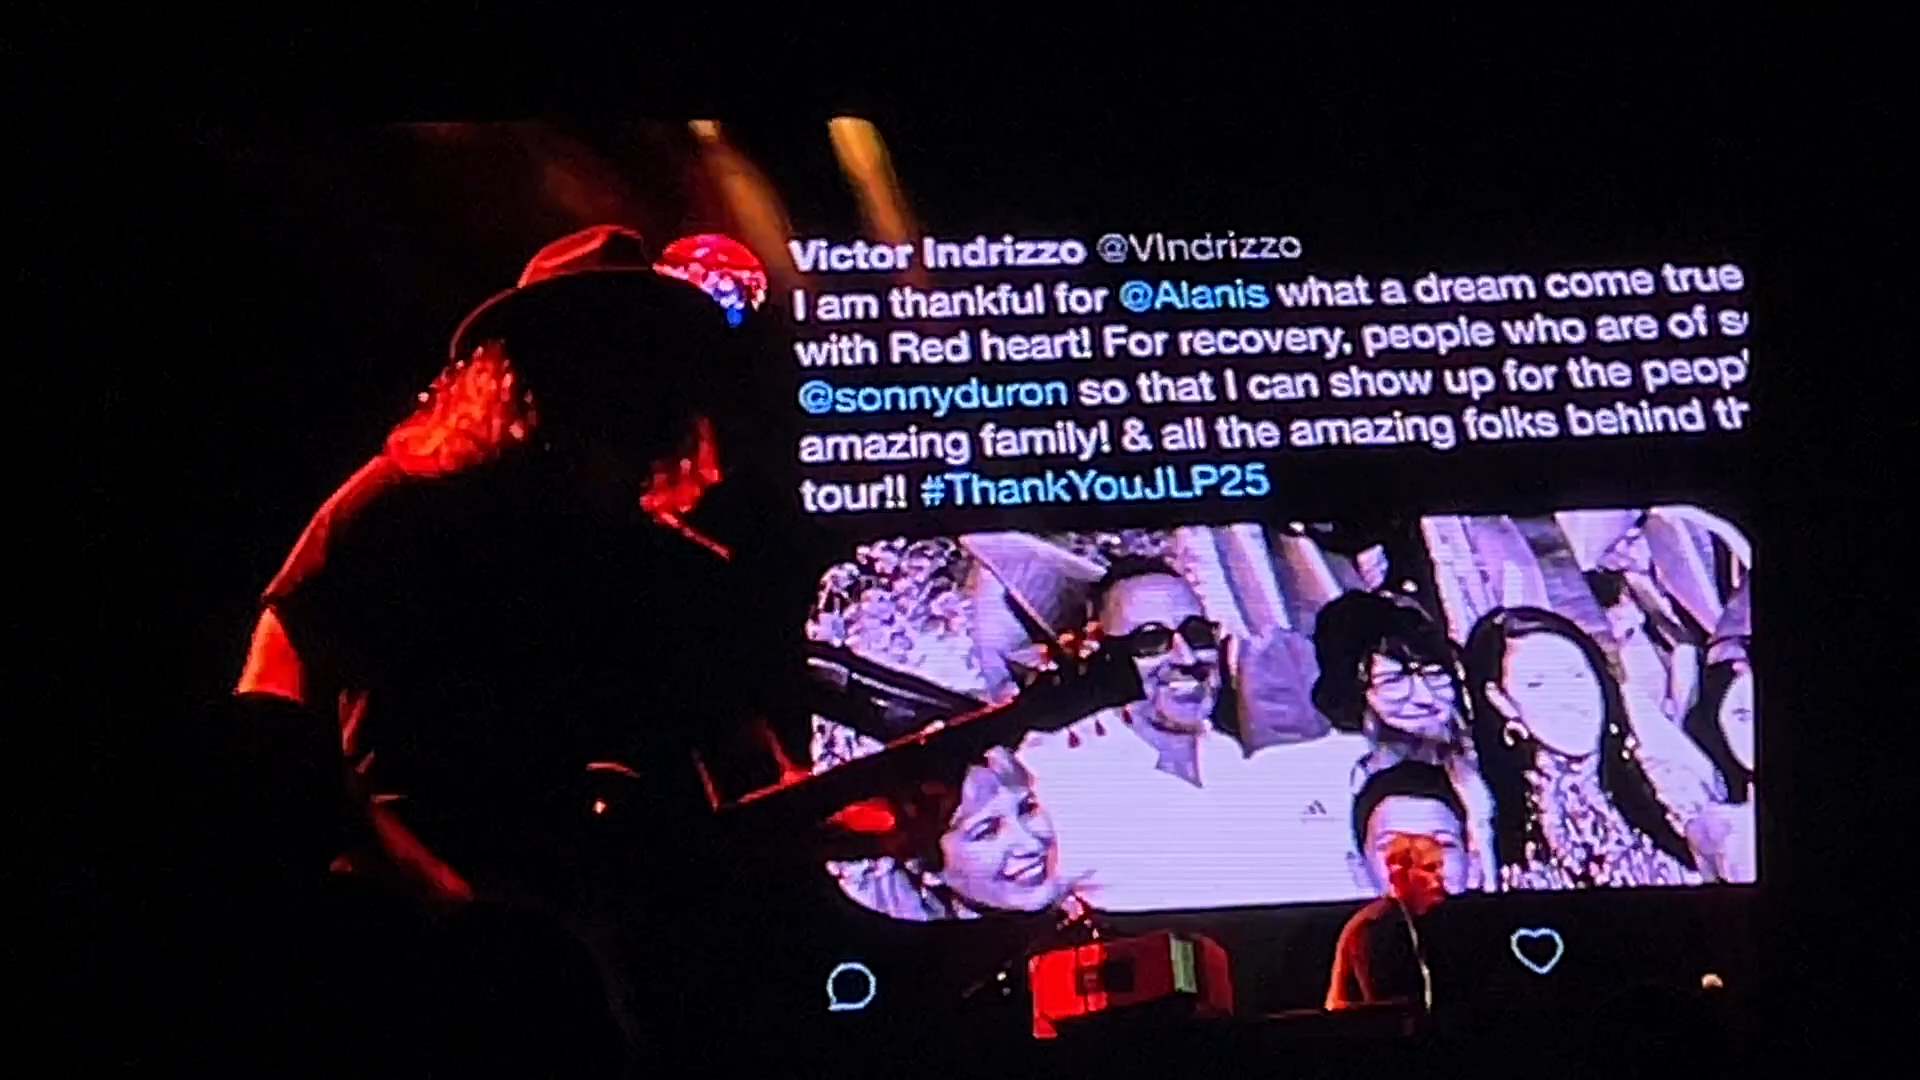 Victor Indrizzo @VIndrizzo
I am thankful for @Alanis what a dream come true
with Red heart! For recovery, people who are of
@sonnyduron so that I can show up for the
amazing family! & all the amazing folks behind
tour!! #ThankYouJLP25